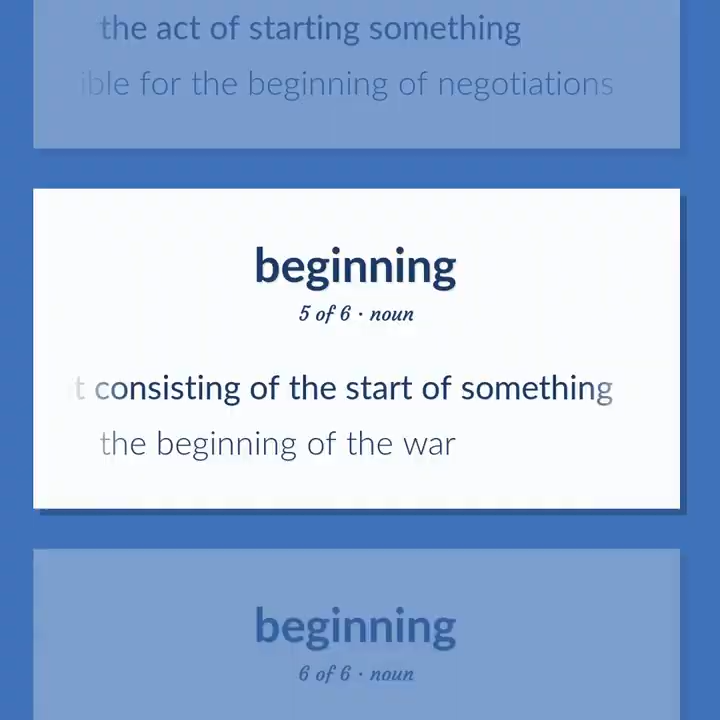 the act of starting something
for the beginning of negotiations
beginning
5 of 6 · noun
consisting of the start of something
the beginning of the war
beginning
6 of 6 · noun